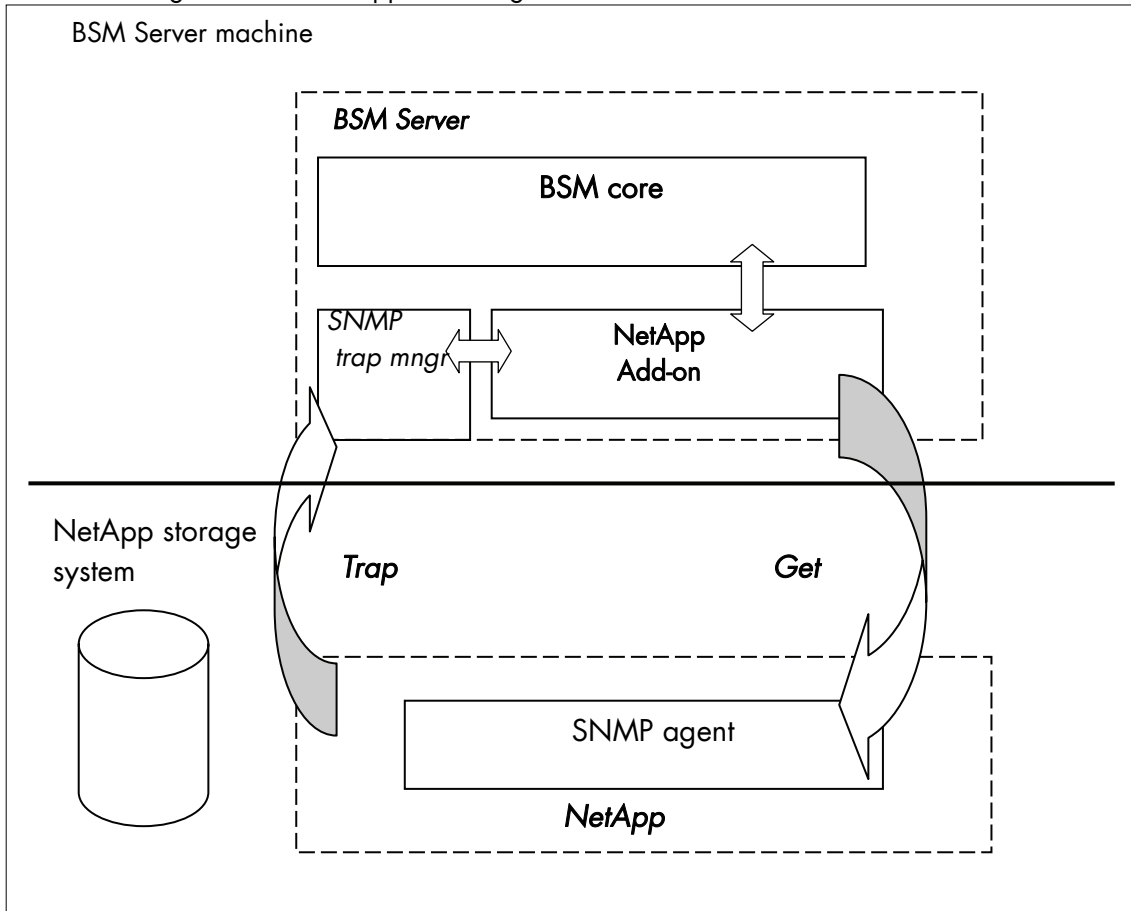 BSM Server machine
BSM Server
BSM core
SNMP
trap mngr
NetApp
Add-on
NetApp storage
system
Trap
Get
SNMP agent
NetApp